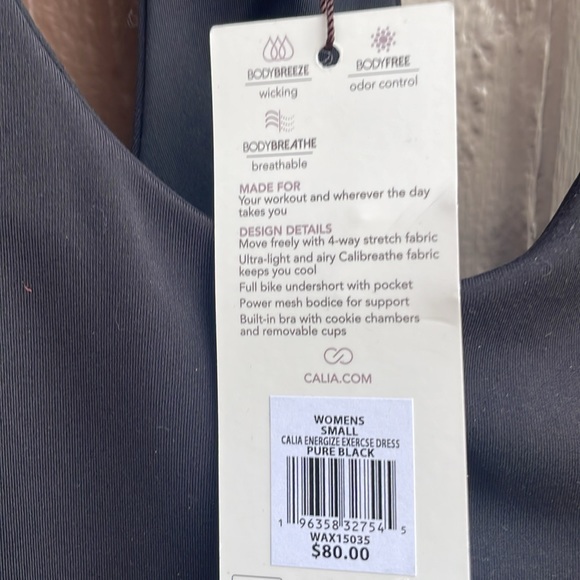 BODYBREEZE
wicking
BODYFREE
odor control
BODYBREATHE
breathable
MADE FOR
Your workout and wherever the day
takes you
DESIGN DETAILS
Move freely with 4-way stretch fabric
Ultra-light and airy Calibreathe fabric
keeps you cool
Full bike undershort with pocket
Power mesh bodice for support
Built-in bra with cookie chambers
and removable cups
CALIA.COM
WOMENS
SMALL
CALIA ENERGIZE EXERCSE DRESS
PURE BLACK
1 96358 32754 5
WAX15035
$80.00